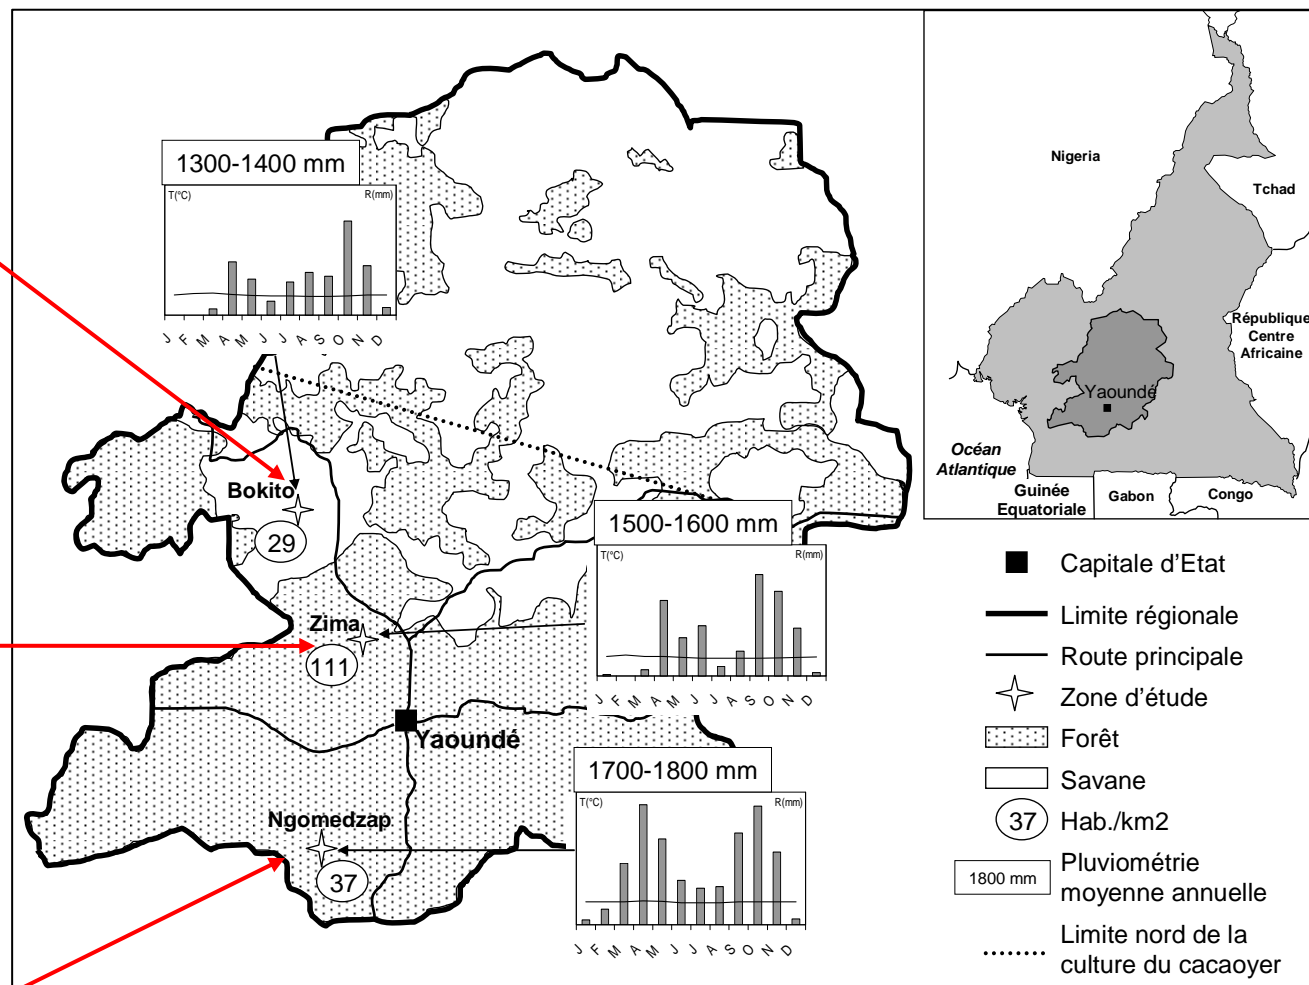 1300-1400 mm
T(°C) R(mm)
J F M A M J J A S O N D
Bokito
29
1500-1600 mm
T(°C) R(mm)
J F M A M J J A S O N D
Zima
111
Yaoundé
1700-1800 mm
T(°C) R(mm)
J F M A M J J A S O N D
Ngomedzap
37
Nigeria
Tchad
République
Centre
Africaine
Yaoundé
Océan
Atlantique
Guinée
Equatoriale
Gabon
Congo
Capitale d'Etat
Limite régionale
Route principale
Zone d'étude
Forêt
Savane
37 Hab./km2
1800 mm
Pluviométrie
moyenne annuelle
Limite nord de la
culture du cacaoyer